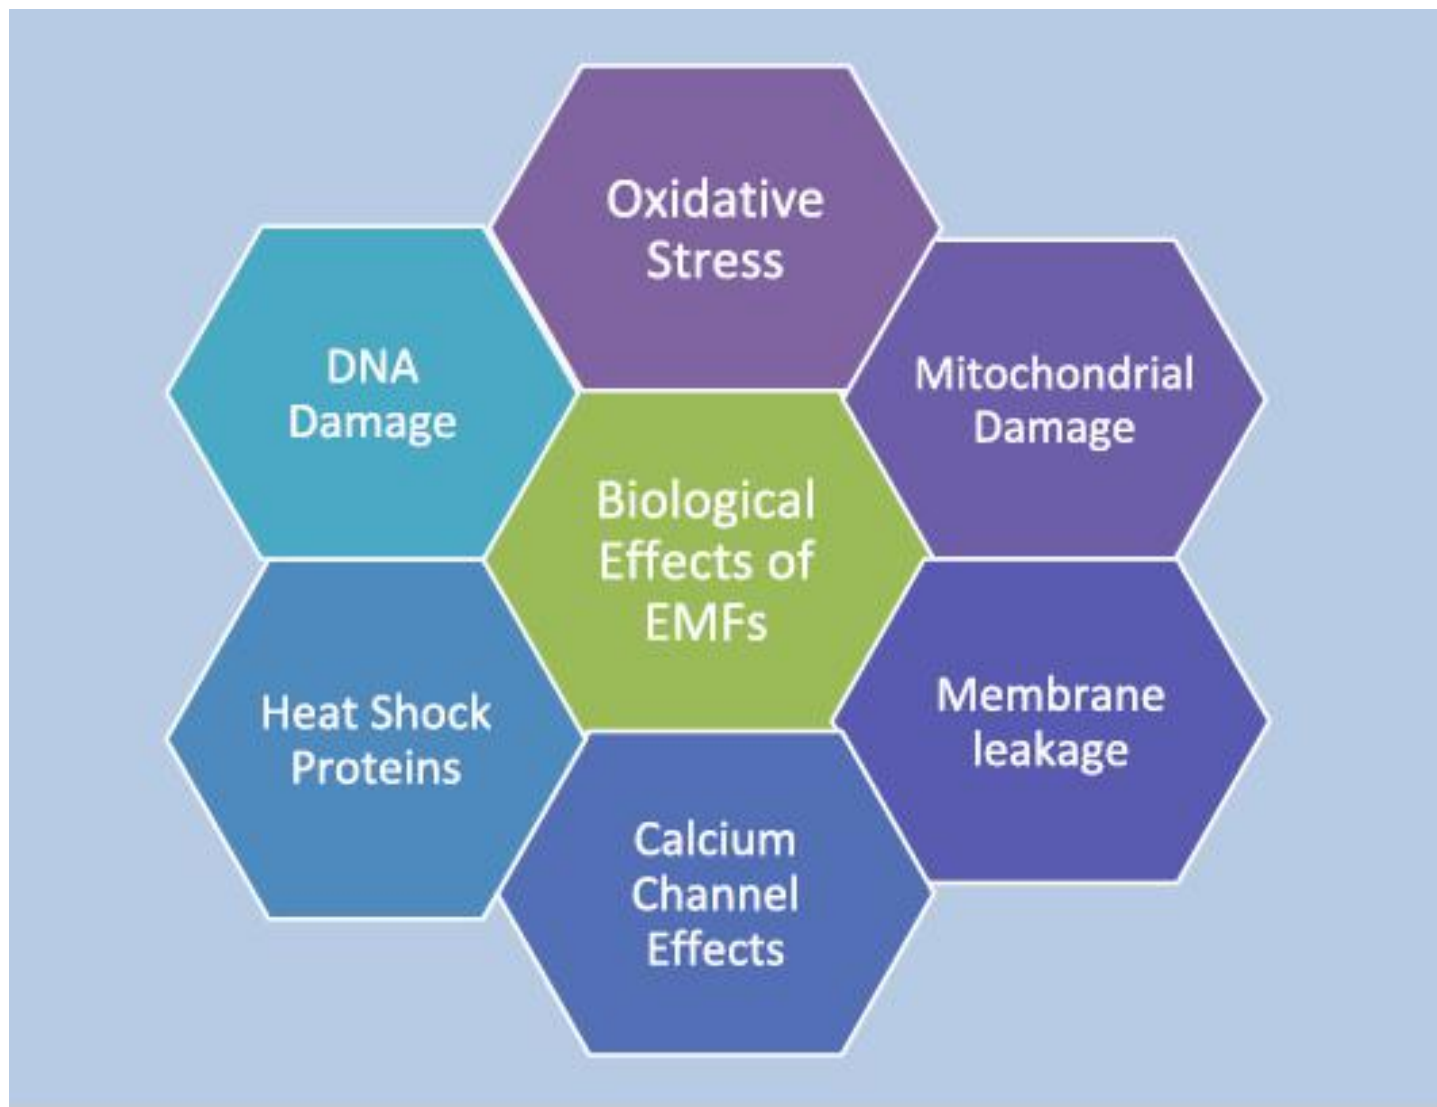 Oxidative
Stress
DNA
Damage
Mitochondrial
Damage
Biological
Effects of
EMFs
Heat Shock
Proteins
Membrane
leakage
Calcium
Channel
Effects